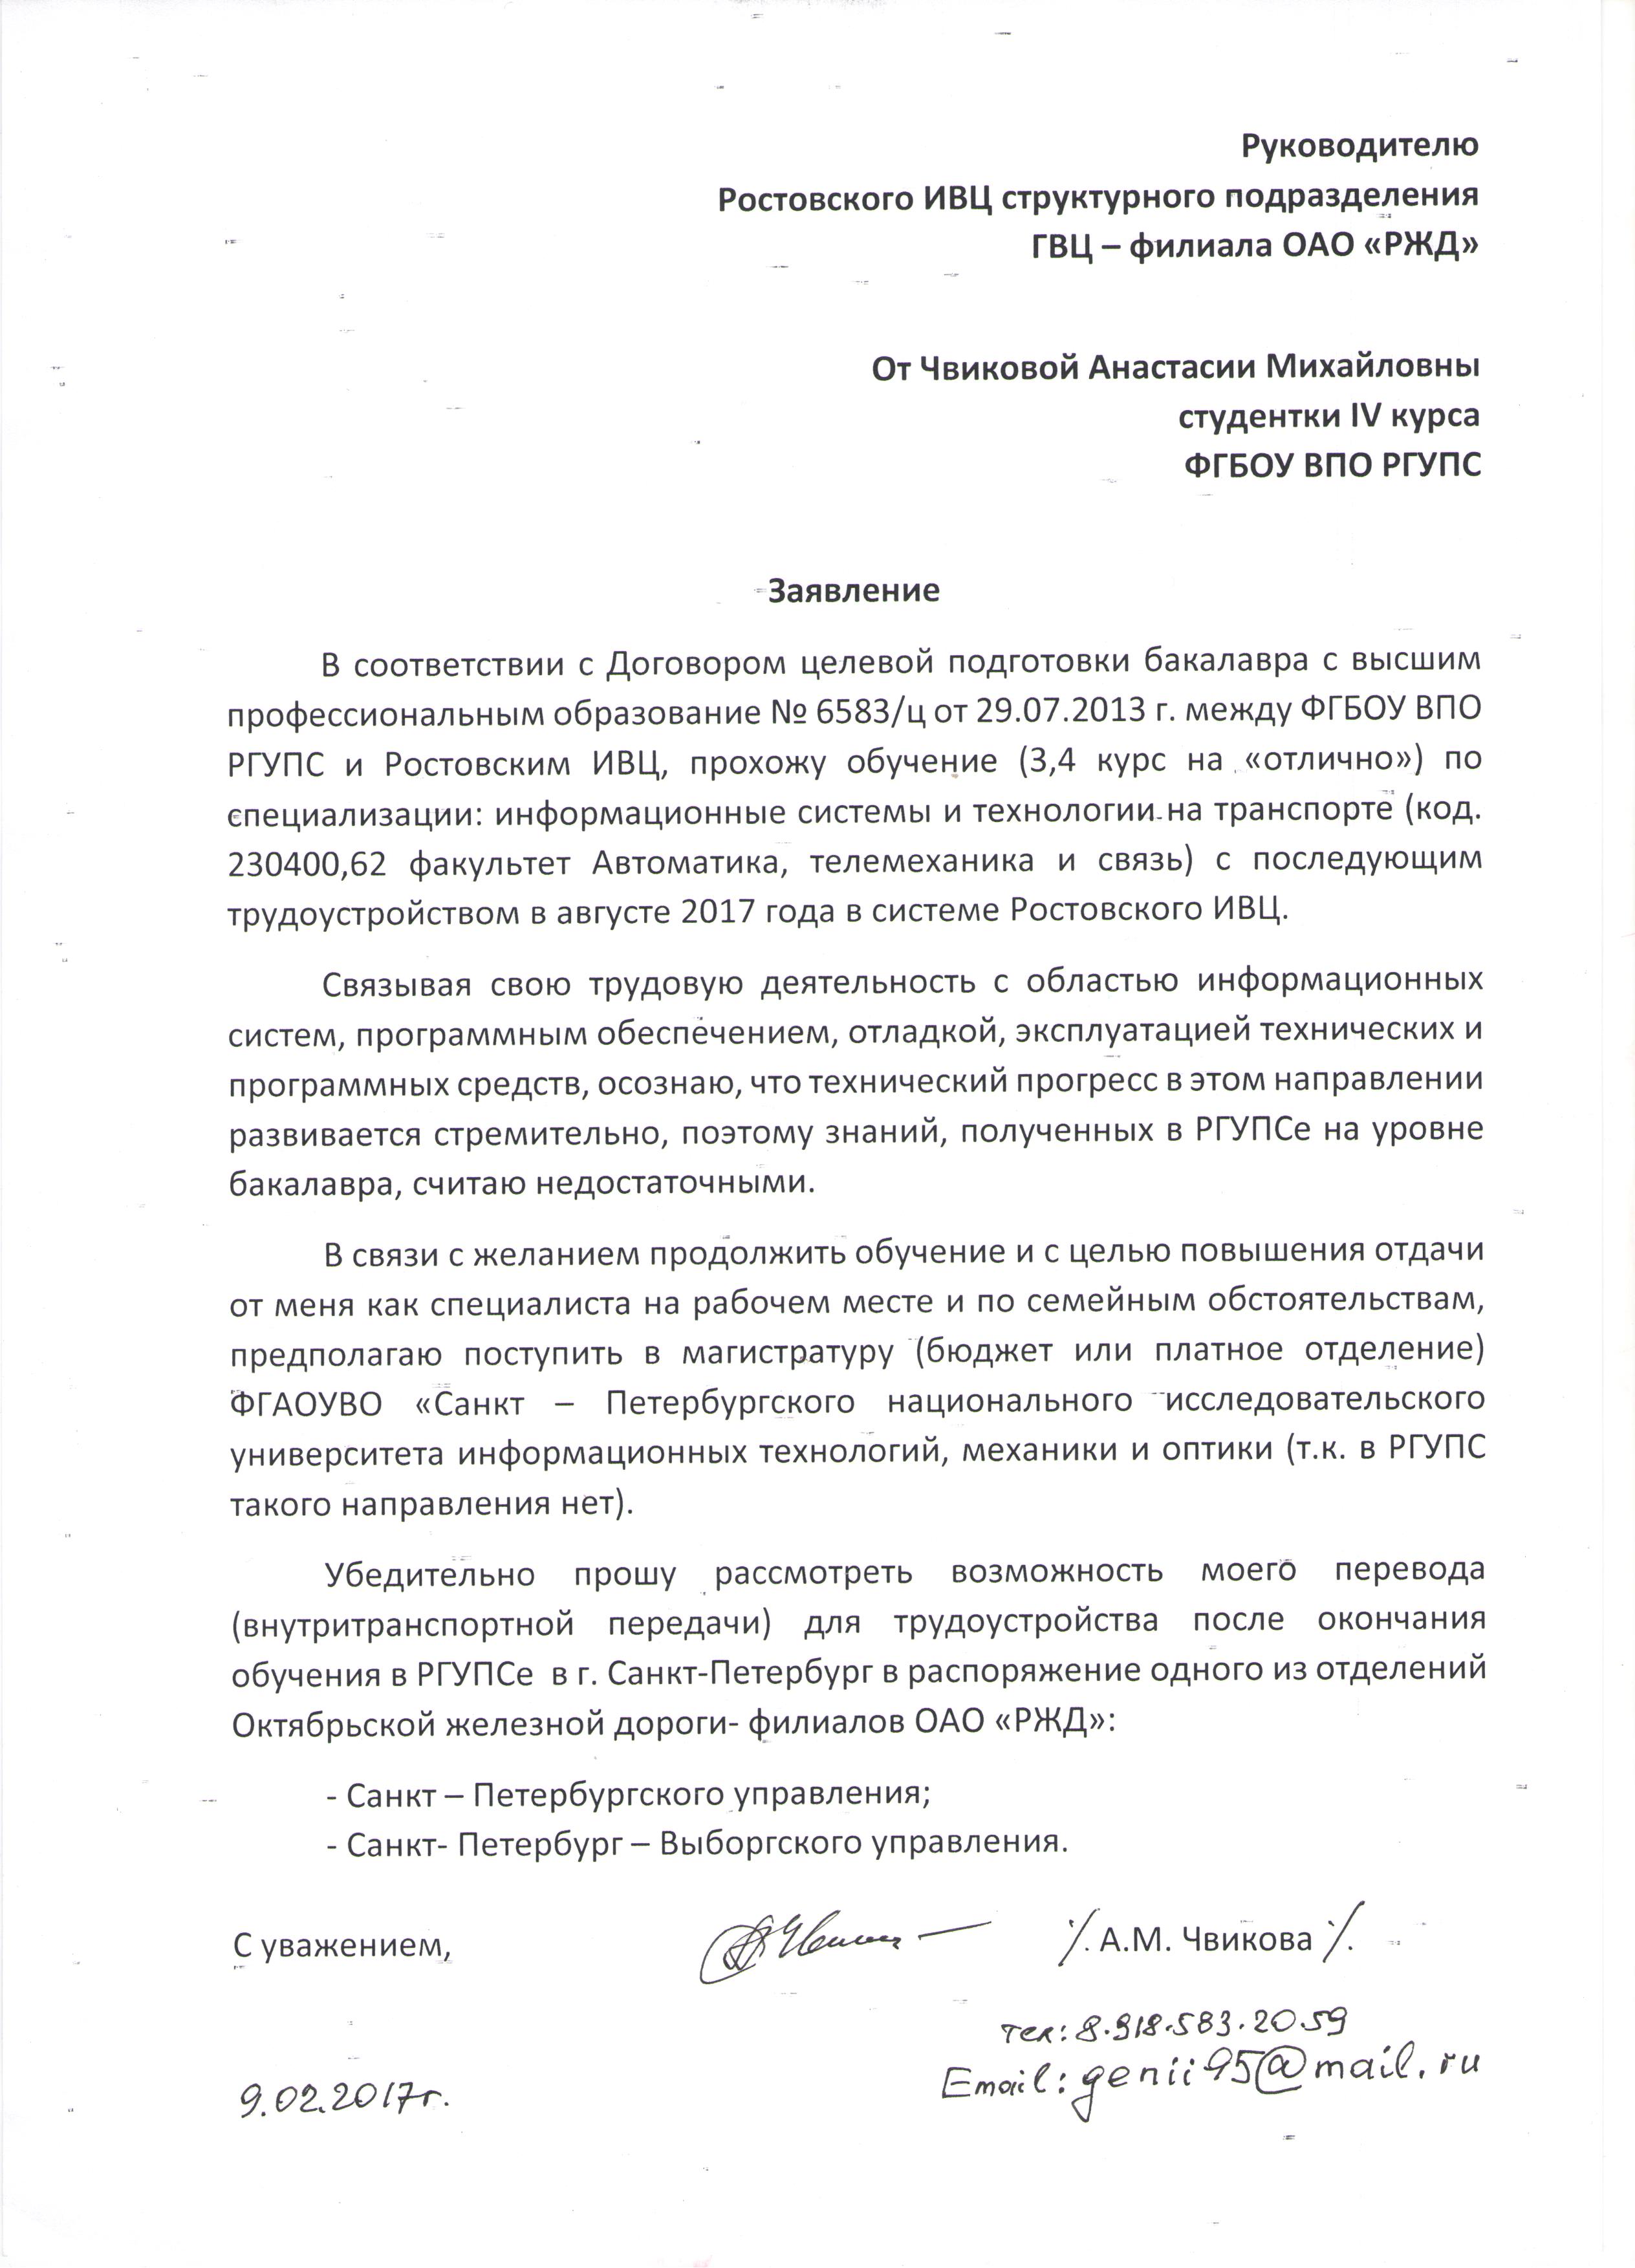 Руководителю
Ростовского ИВЦ структурного подразделения
ГВЦ – филиала ОАО «РЖД»
От Чвиковой Анастасии Михайловны
студентки IV курса
ФГБОУ ВПО РГУПС
Заявление
В соответствии с Договором целевой подготовки бакалавра с высшим
профессиональным образование № 6583/ц от 29.07.2013 г. между ФГБОУ ВПО
РГУПС и Ростовским ИВЦ, прохожу обучение (3,4 курс на «отлично») по
специализации: информационные системы и технологии на транспорте (код.
230400,62 факультет Автоматика, телемеханика и связь) с последующим
трудоустройством в августе 2017 года в системе Ростовского ИВЦ.
Связывая свою трудовую деятельность с областью информационных
систем, программным обеспечением, отладкой, эксплуатацией технических и
программных средств, осознаю, что технический прогресс в этом направлении
развивается стремительно, поэтому знаний, полученных в РГУПСе на уровне
бакалавра, считаю недостаточными.
В связи с желанием продолжить обучение и с целью повышения отдачи
от меня как специалиста на рабочем месте и по семейным обстоятельствам,
предполагаю поступить в магистратуру (бюджет или платное отделение)
ФГАОУВО «Санкт – Петербургского национального исследовательского
университета информационных технологий, механики и оптики (т.к. в РГУПС
такого направления нет).
Убедительно прошу рассмотреть возможность моего перевода
(внутритранспортной передачи) для трудоустройства после окончания
обучения в РГУПСе в г. Санкт-Петербург в распоряжение одного из отделений
Октябрьской железной дороги- филиалов ОАО «РЖД»:
- Санкт – Петербургского управления;
- Санкт- Петербург – Выборгского управления.
С уважением, /. А.М. Чвикова /.
тел: 8.918.583.20.59
Email: genii95@mail.ru
9.02.2017г.